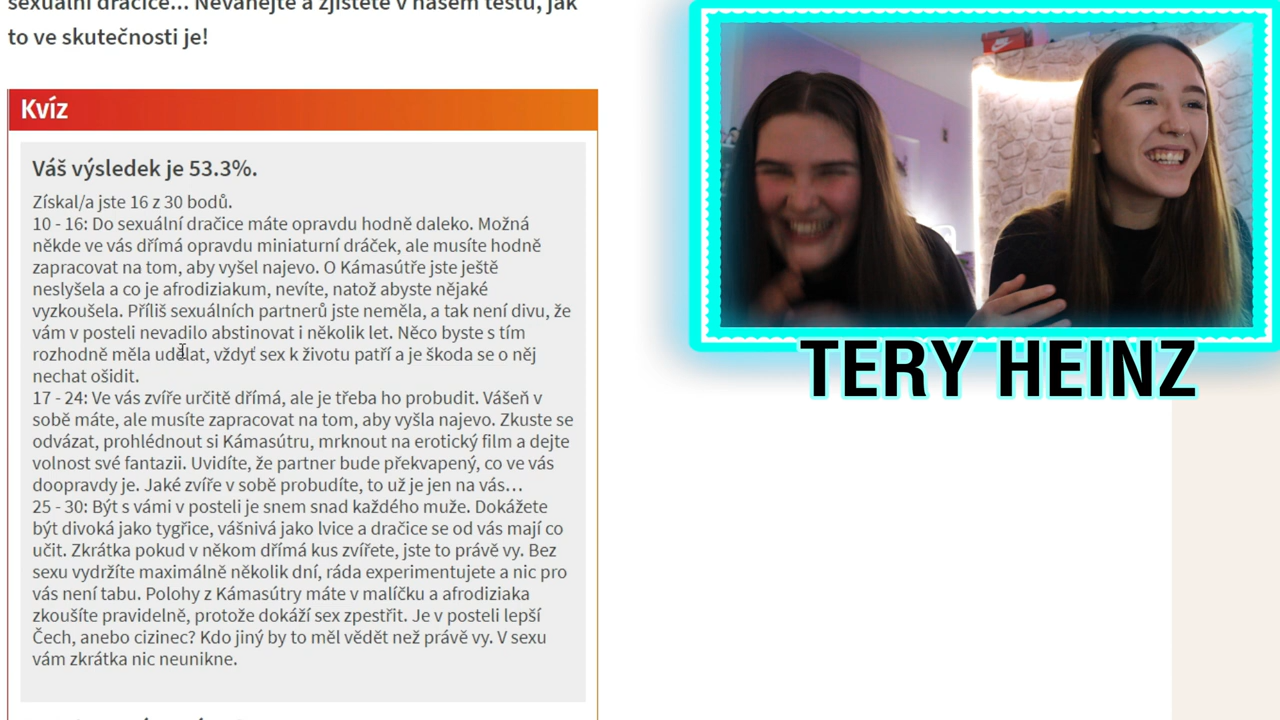 sexuální dračice... Neváhejte a zjistěte v našem testu, jak
to ve skutečnosti je!
Kvíz
Váš výsledek je 53.3%.
Získal/a jste 16 z 30 bodů.
10 - 16: Do sexuální dračice máte opravdu hodně daleko. Možná
někde ve vás dřímá opravdu miniaturní dráček, ale musíte hodně
zapracovat na tom, aby vyšel najevo. O Kámasútře jste ještě
neslyšela a co je afrodiziakum, nevíte, natož abyste nějaké
vyzkoušela. Příliš sexuálních partnerů jste neměla, a tak není divu, že
vám v posteli nevadilo abstinovat i několik let. Něco byste s tím
rozhodně měla udělat, vždyť sex k životu patří a je škoda se o něj
nechat ošidit.
17 - 24: Ve vás zvíře určitě dřímá, ale je třeba ho probudit. Vášeň v
sobě máte, ale musíte zapracovat na tom, aby vyšla najevo. Zkuste se
odvázat, prohlédnout si Kámasútru, mrknout na erotický film a dejte
volnost své fantazii. Uvidíte, že partner bude překvapený, co ve vás
doopravdy je. Jaké zvíře v sobě probudíte, to už je jen na vás…
25 - 30: Být s vámi v posteli je snem snad každého muže. Dokážete
být divoká jako tygřice, vášnivá jako lvice a dračice se od vás mají co
učit. Zkrátka pokud v někom dřímá kus zvířete, jste to právě vy. Bez
sexu vydržíte maximálně několik dní, ráda experimentujete a nic pro
vás není tabu. Polohy z Kámasútry máte v malíčku a afrodiziaka
zkoušíte pravidelně, protože dokáží sex zpestřit. Je v posteli lepší
Čech, anebo cizinec? Kdo jiný by to měl vědět než právě vy. V sexu
vám zkrátka nic neunikne.
TERY HEINZ